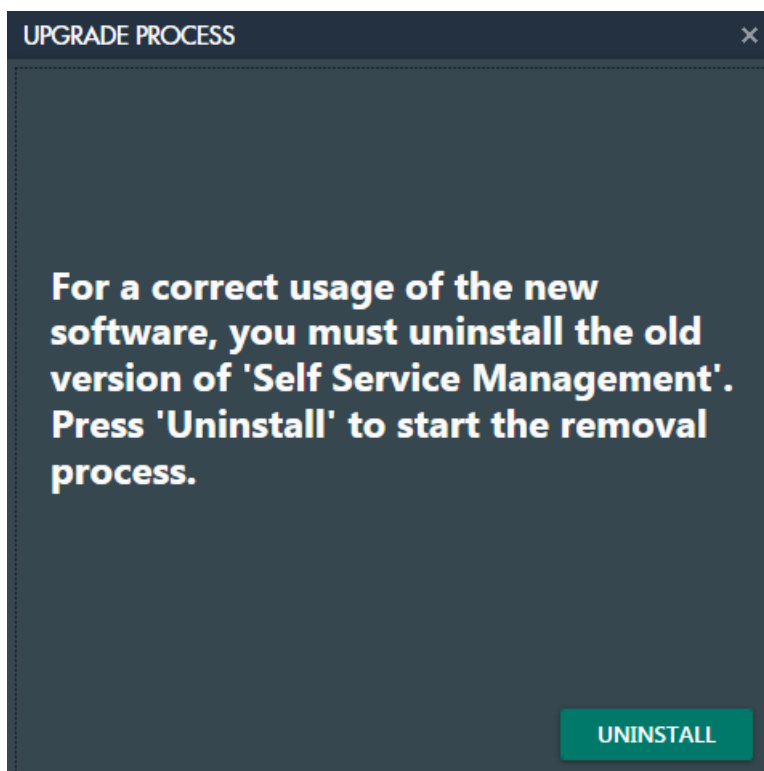 UPGRADE PROCESS
For a correct usage of the new
software, you must uninstall the old
version of 'Self Service Management'.
Press 'Uninstall' to start the removal
process.
UNINSTALL